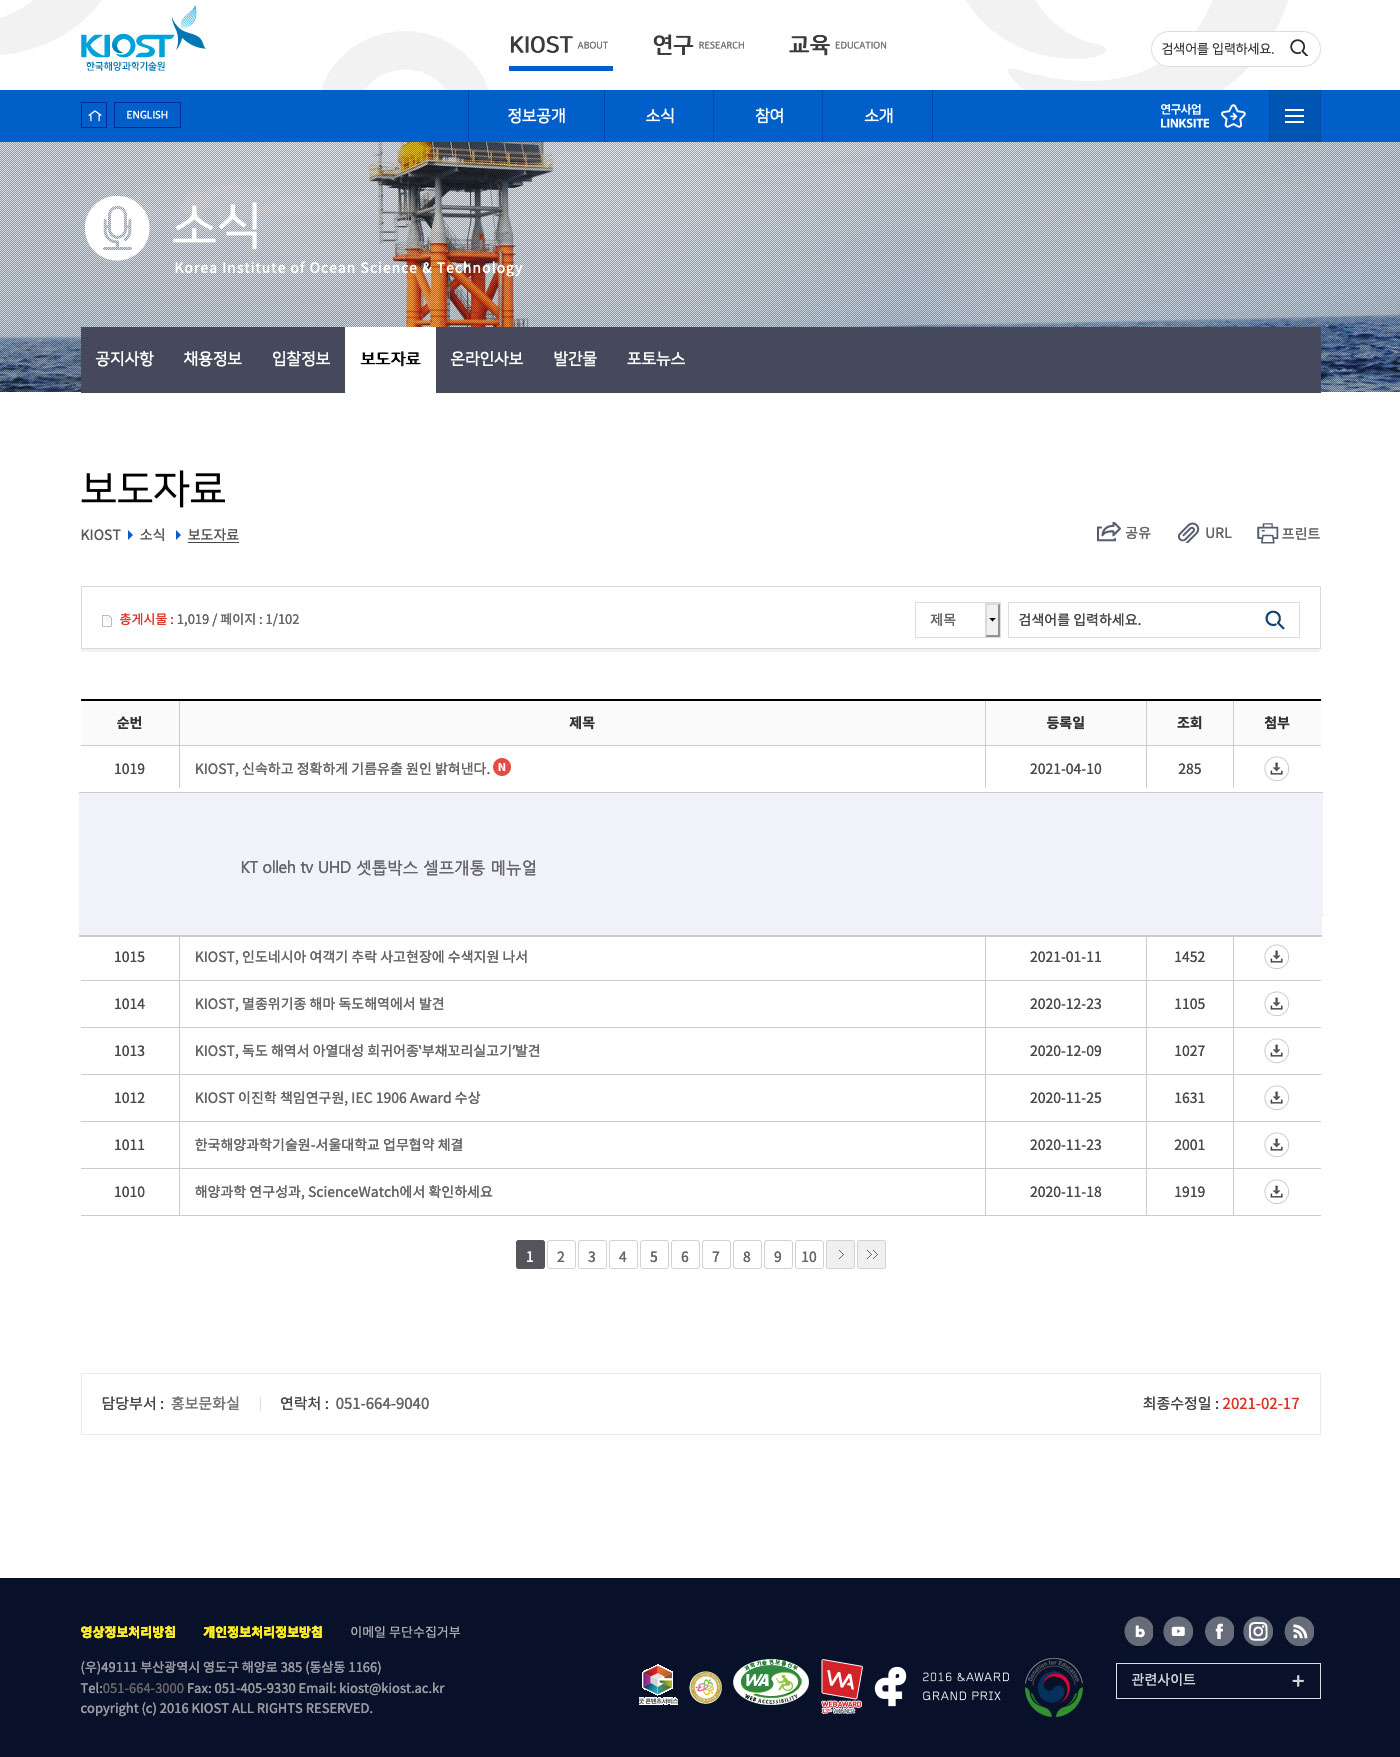 KIOST
한국해양과학기술원
KIOST ABOUT
연구 RESEARCH
교육 EDUCATION
검색어를 입력하세요.
ENGLISH
정보공개
소식
참여
소개
연구사업
LINKSITE
소식
Korea Institute of Ocean Science & Technology
공지사항
채용정보
입찰정보
보도자료
온라인사보
발간물
포토뉴스
보도자료
KIOST 소식 보도자료
공유
URL
프린트
총게시물 : 1,019 / 페이지 : 1/102
제목
검색어를 입력하세요.
순번 제목 등록일 조회 첨부
1019 KIOST, 신속하고 정확하게 기름유출 원인 밝혀낸다. N 2021-04-10 285
KT olleh tv UHD 셋톱박스 셀프개통 메뉴얼
1015 KIOST, 인도네시아 여객기 추락 사고현장에 수색지원 나서 2021-01-11 1452
1014 KIOST, 멸종위기종 해마 독도해역에서 발견 2020-12-23 1105
1013 KIOST, 독도 해역서 아열대성 희귀어종'부채꼬리실고기'발견 2020-12-09 1027
1012 KIOST 이진학 책임연구원, IEC 1906 Award 수상 2020-11-25 1631
1011 한국해양과학기술원-서울대학교 업무협약 체결 2020-11-23 2001
1010 해양과학 연구성과, ScienceWatch에서 확인하세요 2020-11-18 1919
1 2 3 4 5 6 7 8 9 10
담당부서 : 홍보문화실
연락처 : 051-664-9040
최종수정일 : 2021-02-17
영상정보처리방침
개인정보처리정보방침
이메일 무단수집거부
(우)49111 부산광역시 영도구 해양로 385 (동삼동 1166)
Tel:051-664-3000 Fax: 051-405-9330 Email: kiost@kiost.ac.kr
copyright (c) 2016 KIOST ALL RIGHTS RESERVED.
굿 콘텐츠서비스
WA
WEB ACCESSIBILITY
WA
WEBAWARD
2016 &AWARD
GRAND PRIX
관련사이트